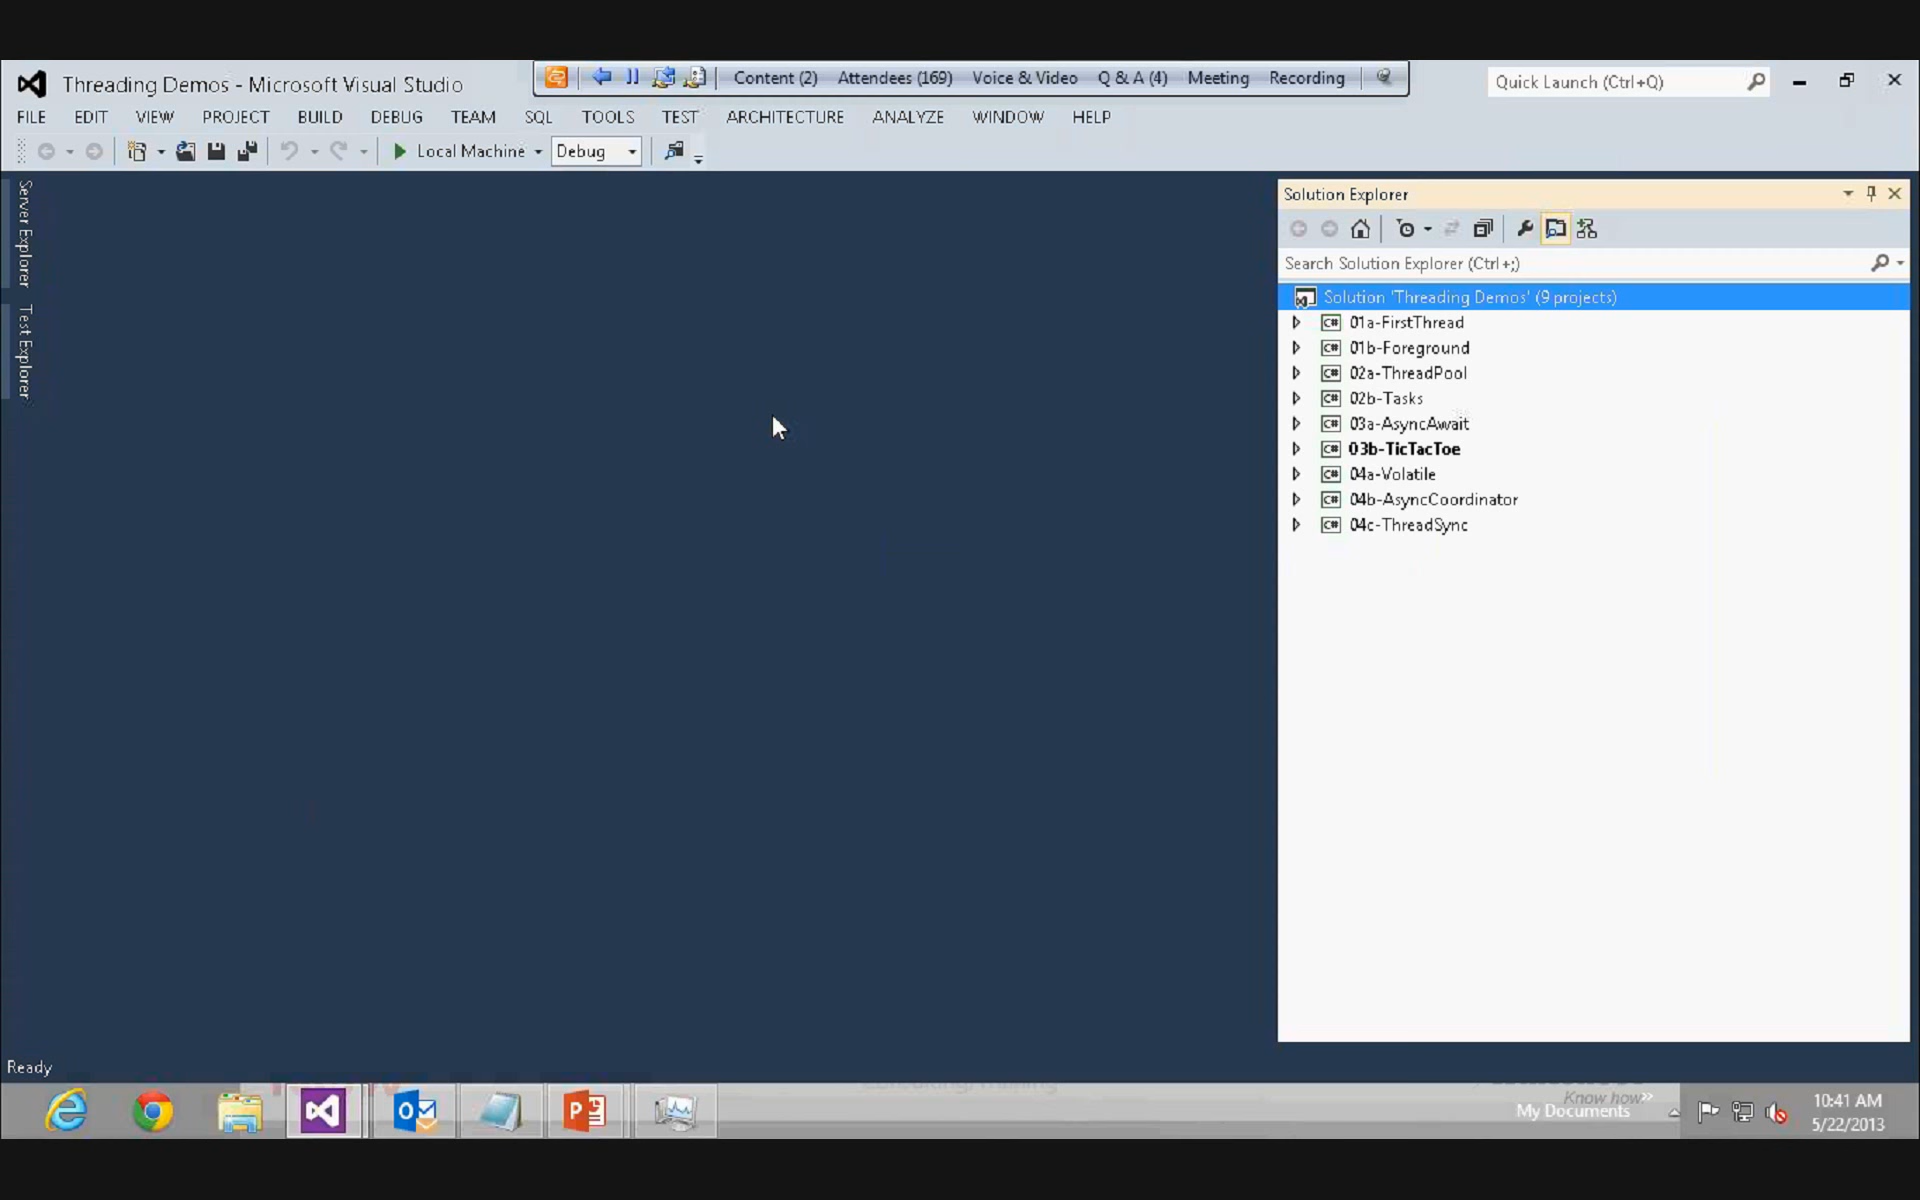 Threading Demos - Microsoft Visual Studio
Content (2) Attendees (169) Voice & Video Q & A (4) Meeting Recording
Quick Launch (Ctrl+Q)
FILE EDIT VIEW PROJECT BUILD DEBUG TEAM SQL TOOLS TEST ARCHITECTURE ANALYZE WINDOW HELP
Local Machine Debug
Server Explorer
Test Explorer
Solution Explorer
Search Solution Explorer (Ctrl+;)
Solution 'Threading Demos' (9 projects)
C# 01a-FirstThread
C# 01b-Foreground
C# 02a-ThreadPool
C# 02b-Tasks
C# 03a-AsyncAwait
C# 03b-TicTacToe
C# 04a-Volatile
C# 04b-AsyncCoordinator
C# 04c-ThreadSync
Ready
Know how
My Documents
10:41 AM
5/22/2013